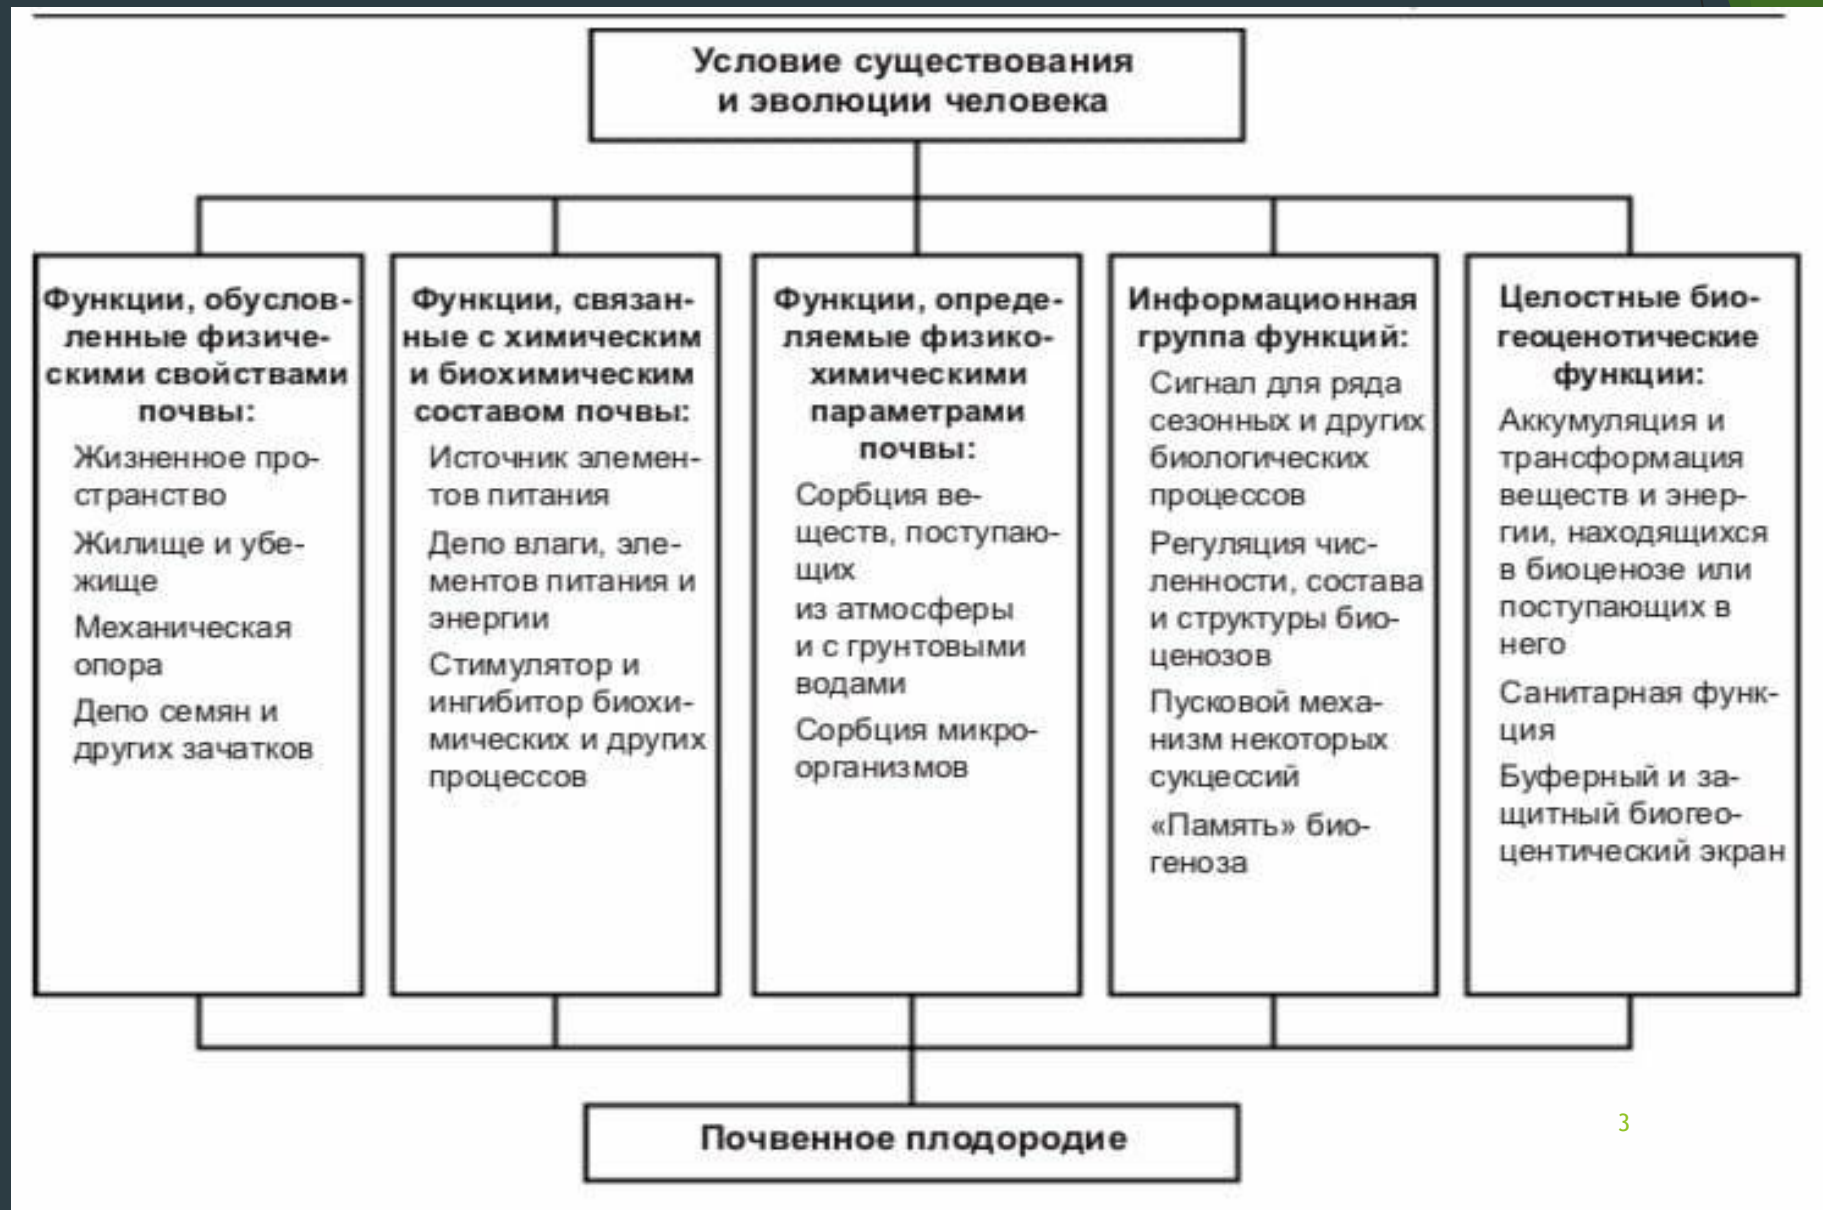 Условие существования
и эволюции человека
Функции, обуслов-
ленные физиче-
скими свойствами
почвы:
Жизненное про-
странство
Жилище и убе-
жище
Механическая
опора
Депо семян и
других зачатков
Функции, связан-
ные с химическим
и биохимическим
составом почвы:
Источник элемен-
тов питания
Депо влаги, эле-
ментов питания и
энергии
Стимулятор и
ингибитор биохи-
мических и других
процессов
Функции, опреде-
ляемые физико-
химическими
параметрами
почвы:
Сорбция ве-
ществ, поступаю-
щих
из атмосферы
и с грунтовыми
водами
Сорбция микро-
организмов
Информационная
группа функций:
Сигнал для ряда
сезонных и других
биологических
процессов
Регуляция чис-
ленности, состава
и структуры био-
ценозов
Пусковой меха-
низм некоторых
сукцессий
«Память» био-
геноза
Целостные био-
геоценотические
функции:
Аккумуляция и
трансформация
веществ и энер-
гии, находящихся
в биоценозе или
поступающих в
него
Санитарная функ-
ция
Буферный и за-
щитный биогео-
центический экран
Почвенное плодородие
3